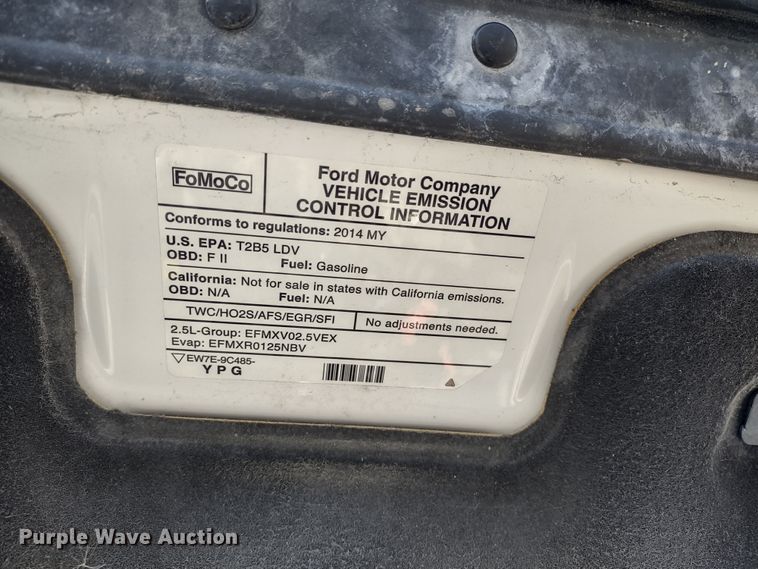 FoMoCo
Ford Motor Company
VEHICLE EMISSION
CONTROL INFORMATION
Conforms to regulations: 2014 MY
U.S. EPA: T2B5 LDV
OBD: F II Fuel: Gasoline
California: Not for sale in states with California emissions.
OBD: N/A Fuel: N/A
TWC/HO2S/AFS/EGR/SFI No adjustments needed.
2.5L-Group: EFMXV02.5VEX
Evap: EFMXR0125NBV
EW7E-9C485-
YPG
Purple Wave Auction